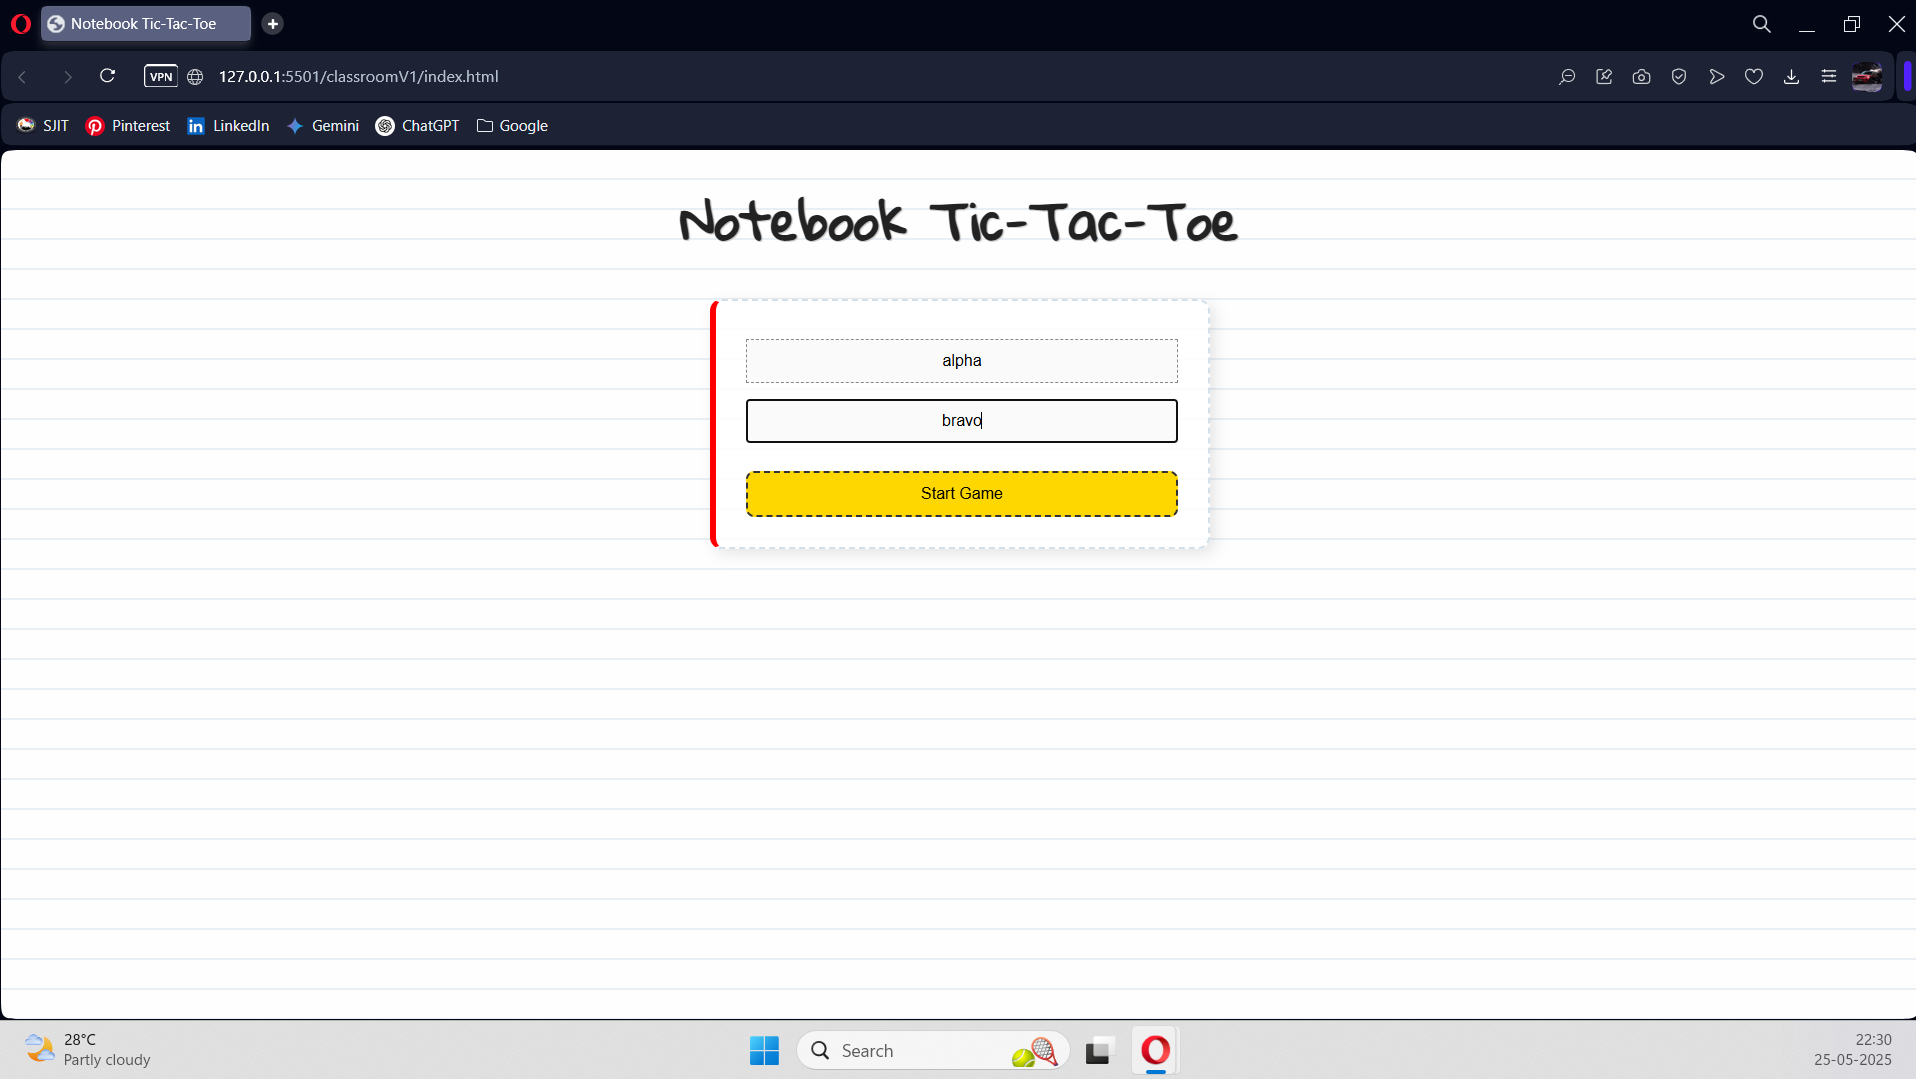 Notebook Tic-Tac-Toe
VPN 127.0.0.1:5501/classroomV1/index.html
SJIT Pinterest LinkedIn Gemini ChatGPT Google
Notebook Tic-Tac-Toe
alpha
bravo
Start Game
28°C
Partly cloudy
Search
22:30
25-05-2025